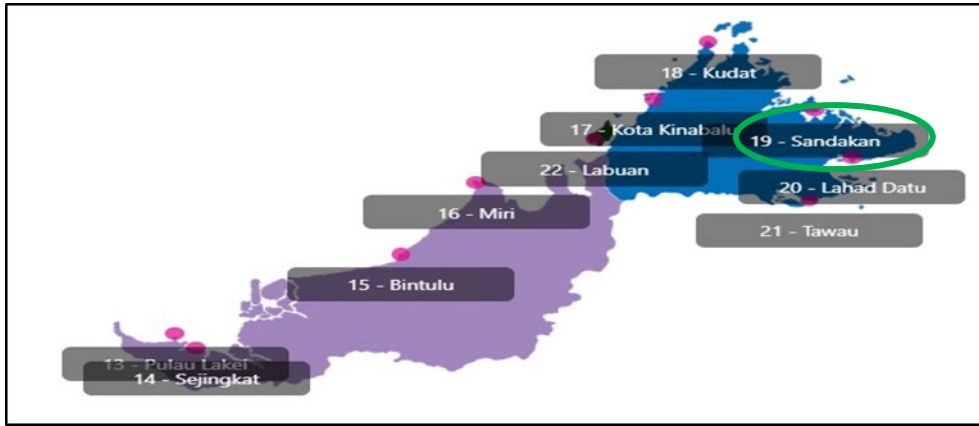 18 - Kudat
17 - Kota Kinabalu
19 - Sandakan
22 - Labuan
20 - Lahad Datu
16 - Miri
21 - Tawau
15 - Bintulu
13 - Pulau Lakei
14 - Sejingkat